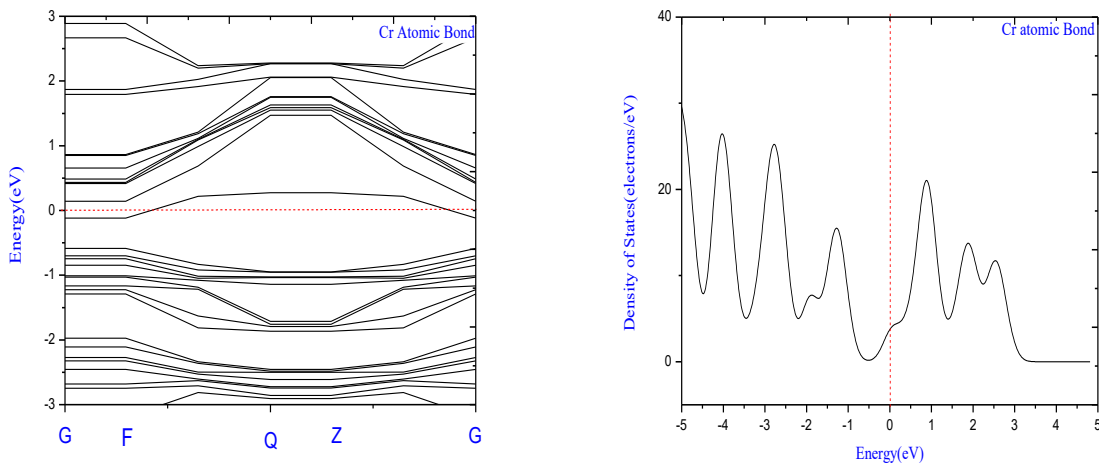 Cr Atomic Bond
3
2
1
0
-1
-2
-3
Energy(eV)
G F Q Z G
Cr atomic Bond
40
20
0
Density of States(electrons/eV)
-5 -4 -3 -2 -1 0 1 2 3 4 5
Energy(eV)